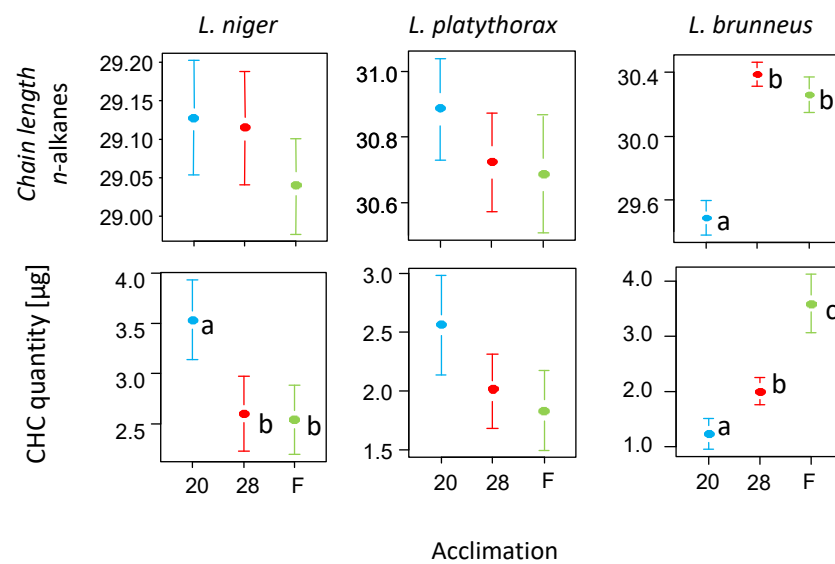 L. niger L. platythorax L. brunneus
Chain length
n-alkanes
29.20
29.15
29.10
29.05
29.00
31.0
30.8
30.6
30.4
30.0
29.6
a
b
b
CHC quantity [µg]
4.0
3.5
3.0
2.5
a
b
b
3.0
2.5
2.0
1.5
4.0
3.0
2.0
1.0
a
b
c
20 28 F 20 28 F 20 28 F
Acclimation